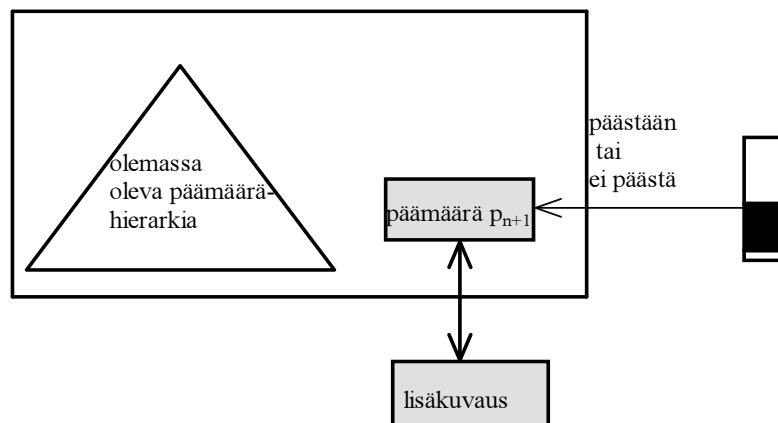 olemassa
oleva päämäärä-
hierarkia
päämäärä pₙ₊₁
päästään
tai
ei päästä
lisäkuvaus